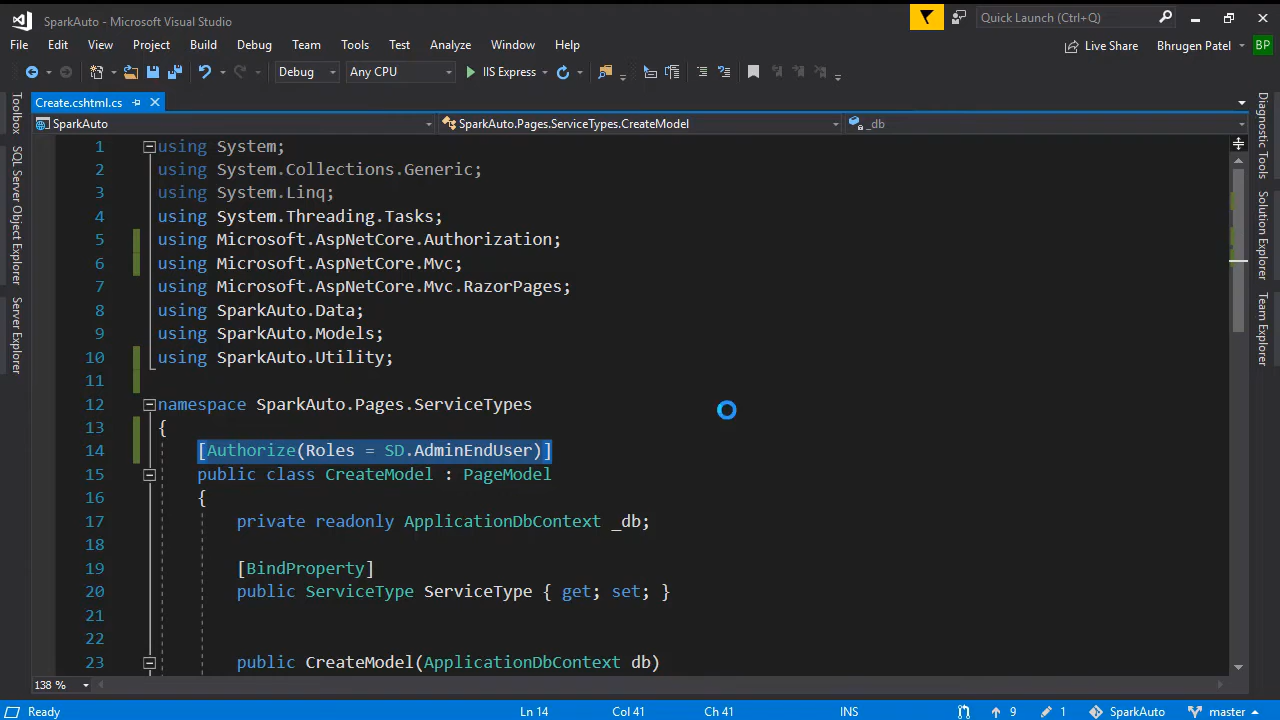 SparkAuto - Microsoft Visual Studio
Quick Launch (Ctrl+Q)
File Edit View Project Build Debug Team Tools Test Analyze Window Help
Live Share
Bhrugen Patel
BP
Debug
Any CPU
IIS Express
Create.cshtml.cs
SparkAuto
SparkAuto.Pages.ServiceTypes.CreateModel
_db
Toolbox
SQL Server Object Explorer
Server Explorer
1 using System;
2 using System.Collections.Generic;
3 using System.Linq;
4 using System.Threading.Tasks;
5 using Microsoft.AspNetCore.Authorization;
6 using Microsoft.AspNetCore.Mvc;
7 using Microsoft.AspNetCore.Mvc.RazorPages;
8 using SparkAuto.Data;
9 using SparkAuto.Models;
10 using SparkAuto.Utility;
11
12 namespace SparkAuto.Pages.ServiceTypes
13 {
14 [Authorize(Roles = SD.AdminEndUser)]
15 public class CreateModel : PageModel
16 {
17 private readonly ApplicationDbContext _db;
18
19 [BindProperty]
20 public ServiceType ServiceType { get; set; }
21
22
23 public CreateModel(ApplicationDbContext db)
Diagnostic Tools
Solution Explorer
Team Explorer
138 %
Ready
Ln 14
Col 41
Ch 41
INS
9
1
SparkAuto
master